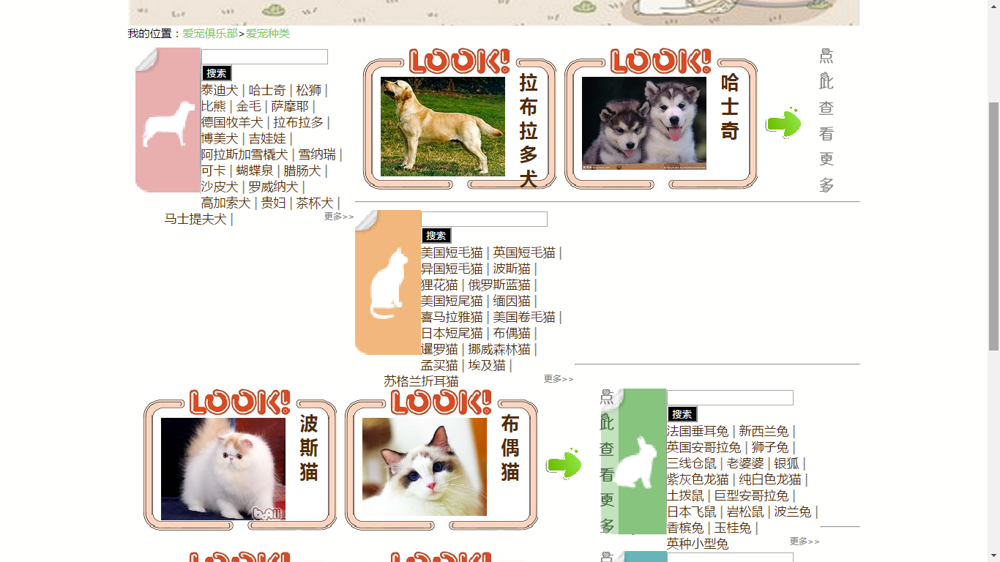 我的位置：爱宠俱乐部>爱宠种类
搜索
泰迪犬 | 哈士奇 | 松狮 |
比熊 | 金毛 | 萨摩耶 |
德国牧羊犬 | 拉布拉多 |
博美犬 | 吉娃娃 |
阿拉斯加雪橇犬 | 雪纳瑞 |
可卡 | 蝴蝶泉 | 腊肠犬 |
沙皮犬 | 罗威纳犬 |
高加索犬 | 贵妇 | 茶杯犬 |
马士提夫犬 |
更多>>
LOOK!
拉布拉多犬
LOOK!
哈士奇
点此查看更多
搜索
美国短毛猫 | 英国短毛猫 |
异国短毛猫 | 波斯猫 |
狸花猫 | 俄罗斯蓝猫 |
美国短尾猫 | 缅因猫 |
喜马拉雅猫 | 美国卷毛猫 |
日本短尾猫 | 布偶猫 |
暹罗猫 | 挪威森林猫 |
孟买猫 | 埃及猫 |
苏格兰折耳猫
更多>>
LOOK!
波斯猫
LOOK!
布偶猫
点此查看更多
搜索
法国垂耳兔 | 新西兰兔 |
英国安哥拉兔 | 狮子兔 |
三线仓鼠 | 老婆婆 | 银狐 |
紫灰色龙猫 | 纯白色龙猫 |
土拨鼠 | 巨型安哥拉兔 |
日本飞鼠 | 岩松鼠 | 波兰兔 |
香槟兔 | 玉桂兔 |
英种小型兔
更多>>
LOOK!
LOOK!
点